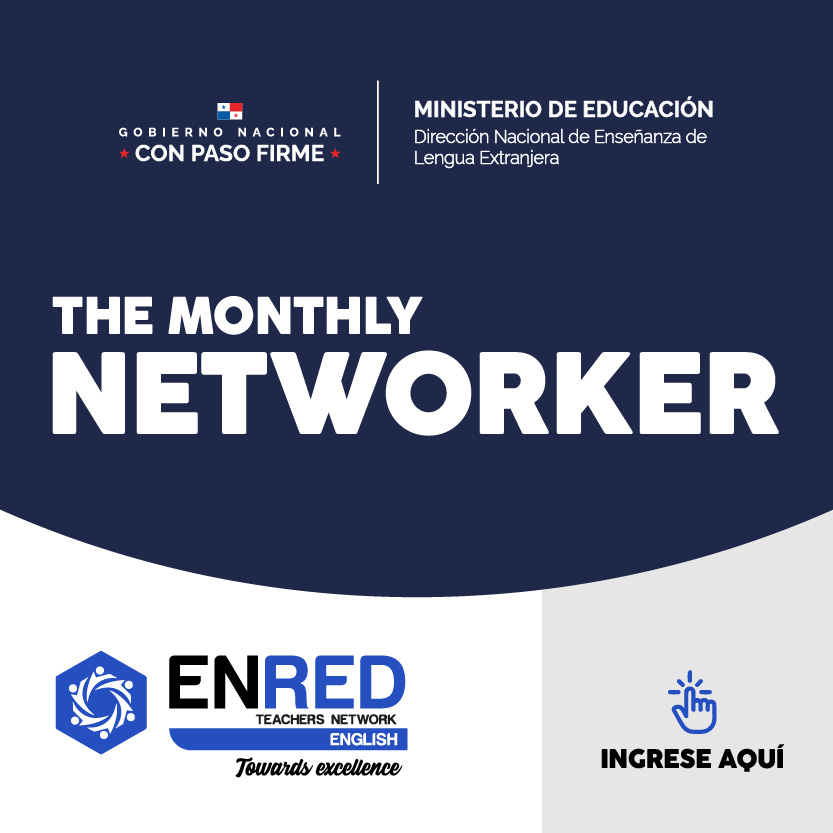 GOBIERNO NACIONAL
CON PASO FIRME
MINISTERIO DE EDUCACIÓN
Dirección Nacional de Enseñanza de
Lengua Extranjera
THE MONTHLY
NETWORKER
ENRED
TEACHERS NETWORK
ENGLISH
Towards excellence
INGRESE AQUÍ